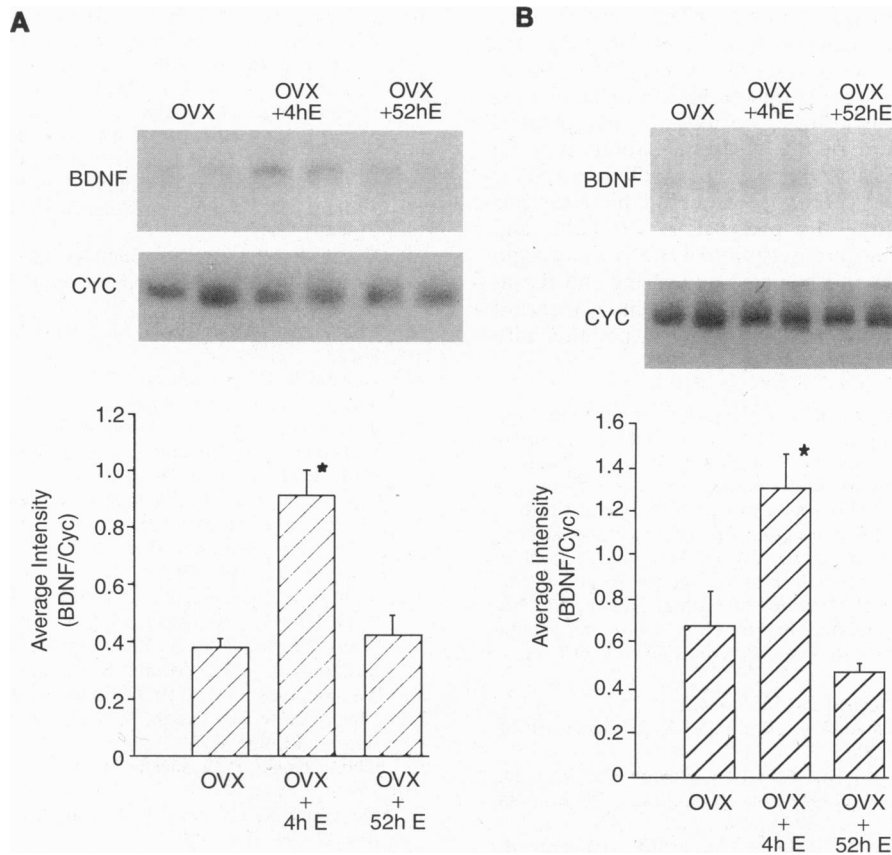 A
OVX
OVX
+4hE
OVX
+52hE
BDNF
CYC
Average Intensity
(BDNF/Cyc)
1.2
1.0
0.8
0.6
0.4
0.2
0
★
OVX
OVX
+
4h E
OVX
+
52h E
B
OVX
OVX
+4hE
OVX
+52hE
BDNF
CYC
Average Intensity
(BDNF/Cyc)
1.6
1.4
1.2
1.0
0.8
0.6
0.4
0.2
0
★
OVX
OVX
+
4h E
OVX
+
52h E